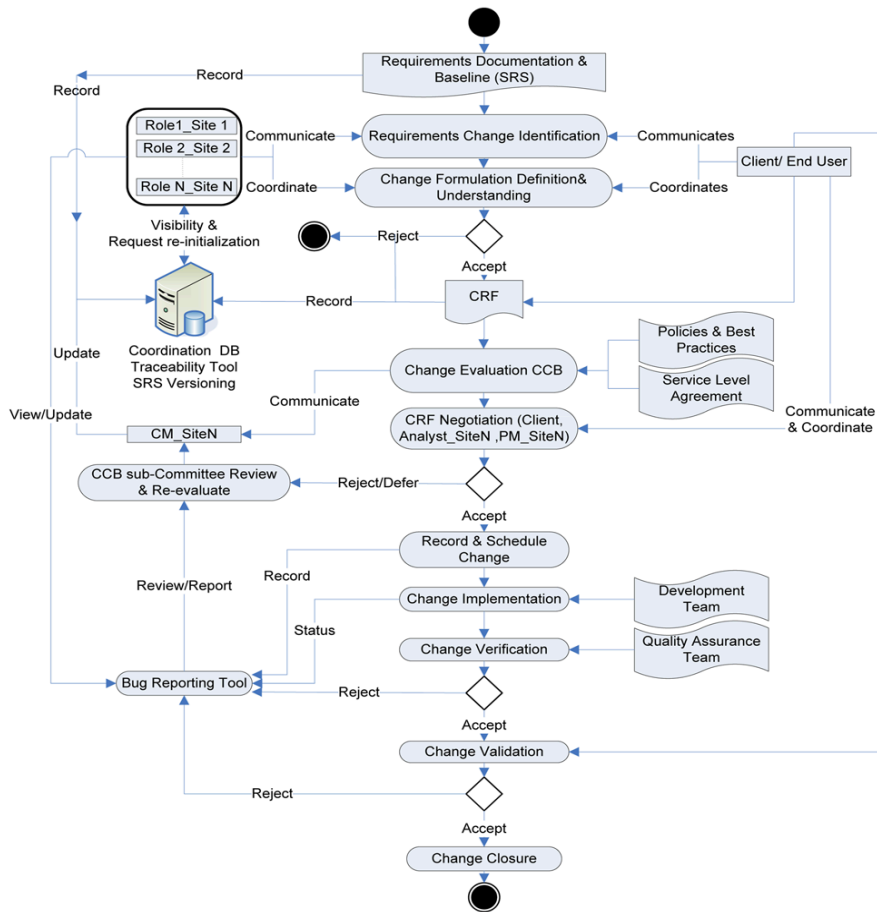 Requirements Documentation &
Baseline (SRS)
Record
Record
Role1_Site 1
Role 2_Site 2
Role N_Site N
Communicate
Coordinate
Requirements Change Identification
Communicates
Client/ End User
Change Formulation Definition&
Understanding
Coordinates
Visibility &
Request re-initialization
Reject
Accept
CRF
Record
Coordination DB
Traceability Tool
SRS Versioning
Policies & Best
Practices
Service Level
Agreement
Update
Change Evaluation CCB
Communicate
View/Update
CRF Negotiation (Client,
Analyst_SiteN ,PM_SiteN)
Communicate
& Coordinate
CM_SiteN
CCB sub-Committee Review
& Re-evaluate
Reject/Defer
Accept
Record & Schedule
Change
Record
Review/Report
Change Implementation
Development
Team
Status
Change Verification
Quality Assurance
Team
Bug Reporting Tool
Reject
Accept
Change Validation
Reject
Accept
Change Closure